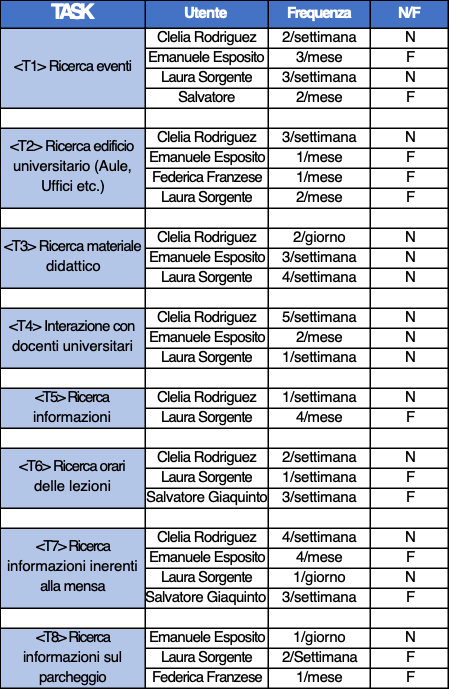 TASK Utente Frequenza N/F
<T1> Ricerca eventi
Clelia Rodriguez 2/settimana N
Emanuele Esposito 3/mese F
Laura Sorgente 3/settimana N
Salvatore 2/mese F
<T2> Ricerca edificio
universitario (Aule,
Uffici etc.)
Clelia Rodriguez 3/settimana N
Emanuele Esposito 1/mese F
Federica Franzese 1/mese F
Laura Sorgente 2/mese F
<T3> Ricerca materiale
didattico
Clelia Rodriguez 2/giorno N
Emanuele Esposito 3/settimana N
Laura Sorgente 4/settimana N
<T4> Interazione con
docenti universitari
Clelia Rodriguez 5/settimana N
Emanuele Esposito 2/mese F
Laura Sorgente 1/settimana N
<T5> Ricerca
informazioni
Clelia Rodriguez 1/settimana N
Laura Sorgente 4/mese F
<T6> Ricerca orari
delle lezioni
Clelia Rodriguez 2/settimana N
Laura Sorgente 1/settimana F
Salvatore Giaquinto 3/settimana F
<T7> Ricerca
informazioni inerenti
alla mensa
Clelia Rodriguez 4/settimana N
Emanuele Esposito 4/mese F
Laura Sorgente 1/giorno N
Salvatore Giaquinto 3/settimana F
<T8> Ricerca
informazioni sul
parcheggio
Emanuele Esposito 1/giorno N
Laura Sorgente 2/Settimana F
Federica Franzese 1/mese F